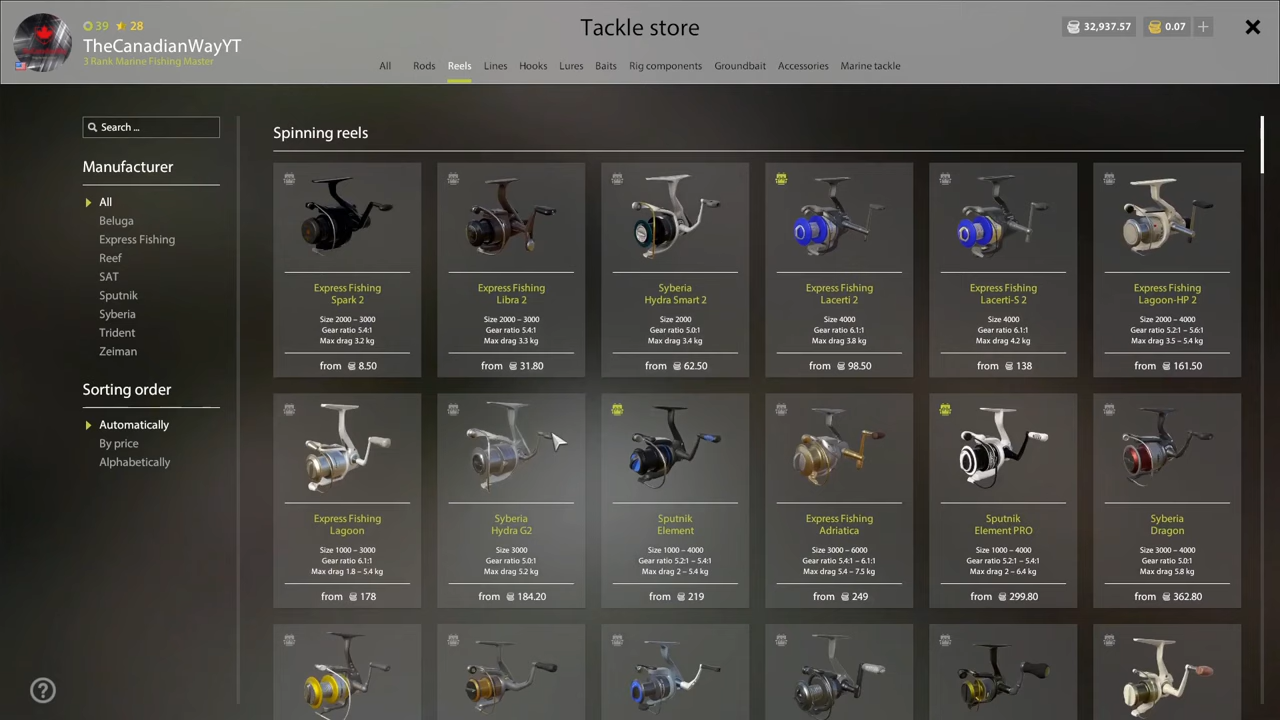 39 28
TheCanadianWayYT
3 Rank Marine Fishing Master
Tackle store
32,937.57
0.07
+
All
Rods
Reels
Lines
Hooks
Lures
Baits
Rig components
Groundbait
Accessories
Marine tackle
Search ...
Manufacturer
All
Beluga
Express Fishing
Reef
SAT
Sputnik
Syberia
Trident
Zeiman
Sorting order
Automatically
By price
Alphabetically
Spinning reels
Express Fishing
Spark 2
Size 2000 – 3000
Gear ratio 5.4:1
Max drag 3.2 kg
from 8.50
Express Fishing
Libra 2
Size 2000 – 3000
Gear ratio 5.4:1
Max drag 3.3 kg
from 31.80
Syberia
Hydra Smart 2
Size 2000
Gear ratio 5.0:1
Max drag 3.4 kg
from 62.50
Express Fishing
Lacerti 2
Size 4000
Gear ratio 6.1:1
Max drag 3.8 kg
from 98.50
Express Fishing
Lacerti-S 2
Size 4000
Gear ratio 6.1:1
Max drag 4.2 kg
from 138
Express Fishing
Lagoon-HP 2
Size 2000 – 4000
Gear ratio 5.2:1 – 5.6:1
Max drag 3.5 – 5.4 kg
from 161.50
Express Fishing
Lagoon
Size 1000 – 3000
Gear ratio 6.1:1
Max drag 1.8 – 5.4 kg
from 178
Syberia
Hydra G2
Size 3000
Gear ratio 5.0:1
Max drag 5.2 kg
from 184.20
Sputnik
Element
Size 1000 – 4000
Gear ratio 5.2:1 – 5.4:1
Max drag 2 – 5.4 kg
from 219
Express Fishing
Adriatica
Size 3000 – 6000
Gear ratio 5.4:1 – 6.1:1
Max drag 5.4 – 7.5 kg
from 249
Sputnik
Element PRO
Size 1000 – 4000
Gear ratio 5.2:1 – 5.4:1
Max drag 2 – 6.4 kg
from 299.80
Syberia
Dragon
Size 3000 – 4000
Gear ratio 5.0:1
Max drag 5.8 kg
from 362.80
?